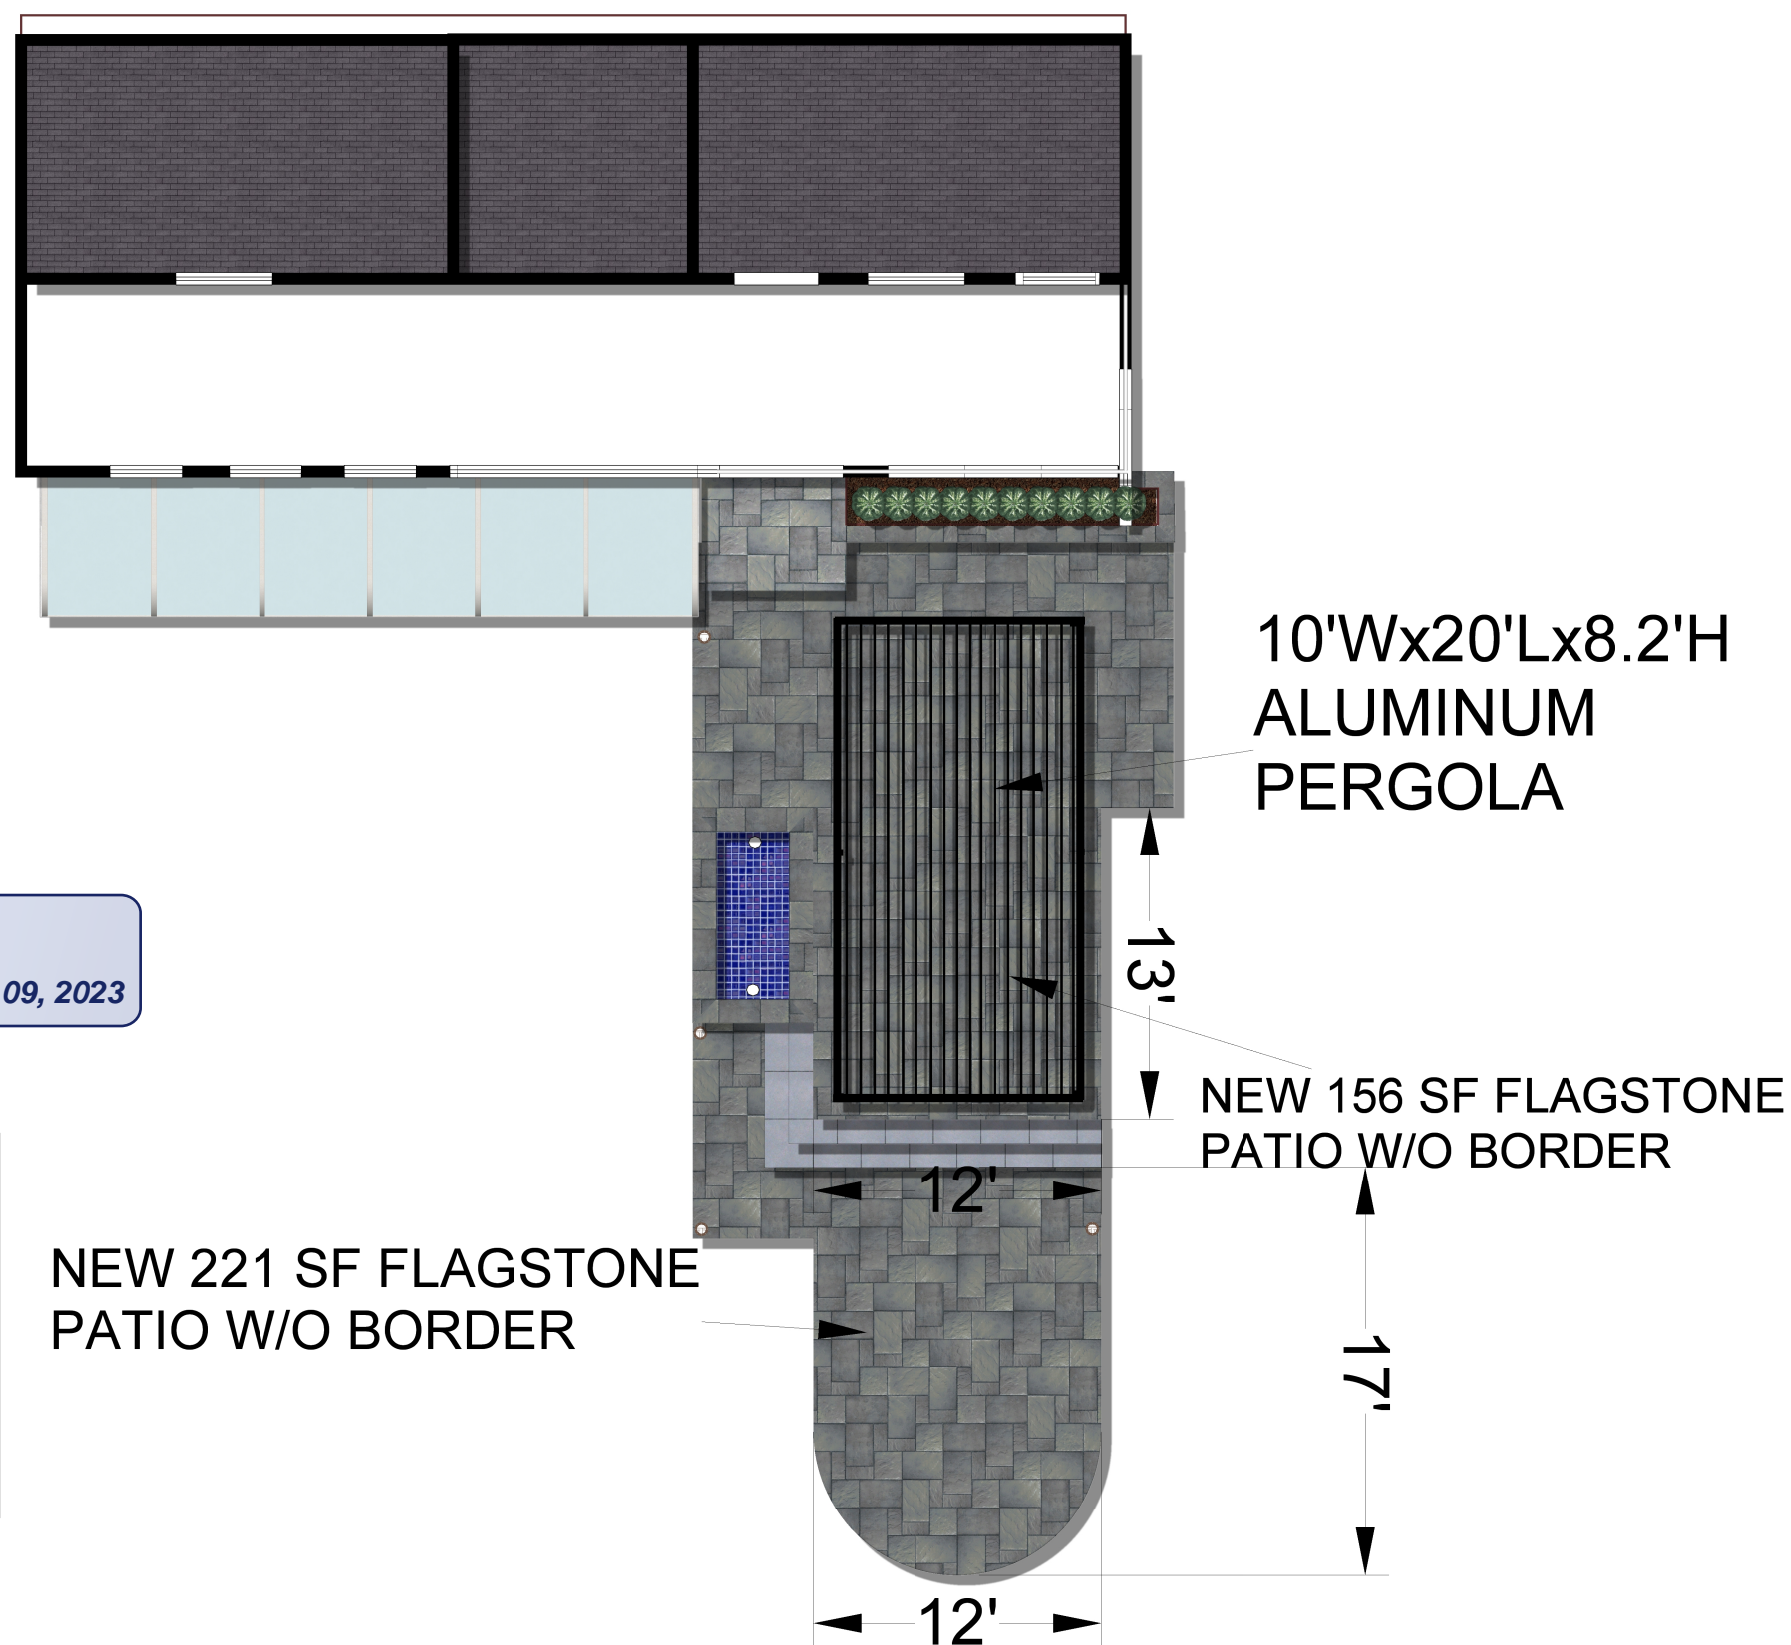 10'Wx20'Lx8.2'H
ALUMINUM
PERGOLA
13'
09, 2023
NEW 156 SF FLAGSTONE
PATIO W/O BORDER
12'
NEW 221 SF FLAGSTONE
PATIO W/O BORDER
17'
12'